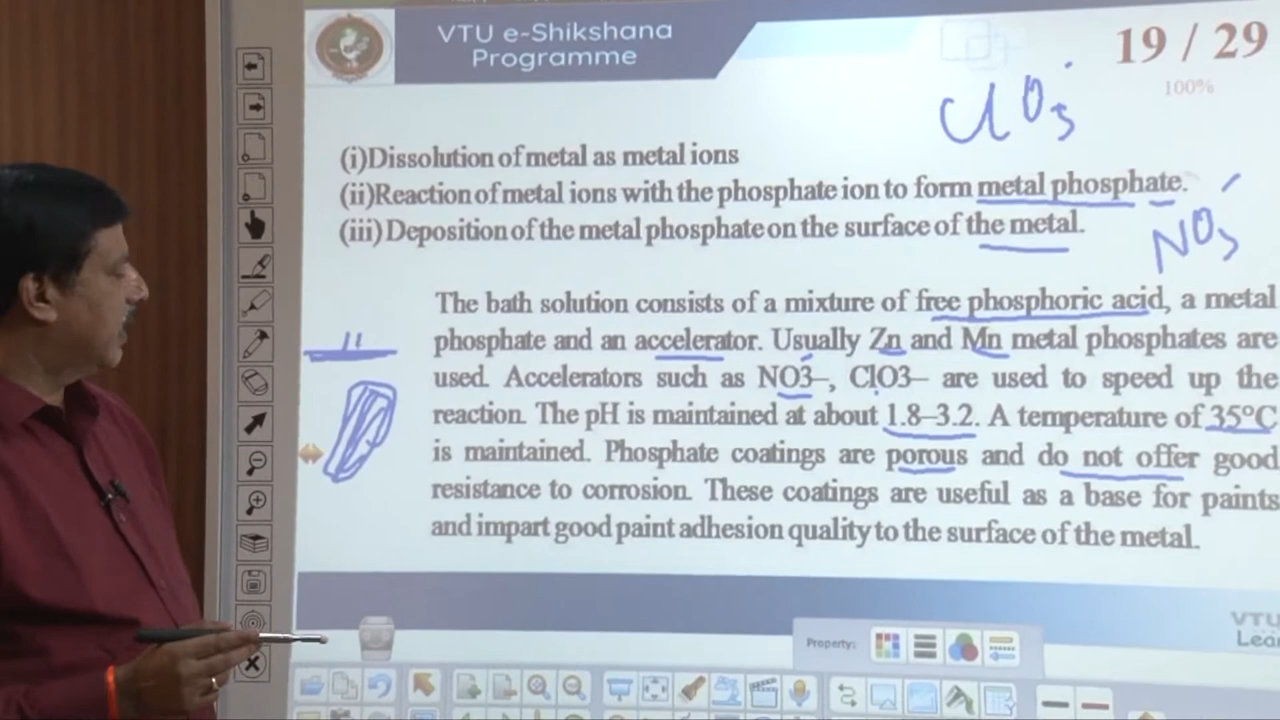 VTU e-Shikshana
Programme
19 / 29
100%
ClO3-
(i)Dissolution of metal as metal ions
(ii)Reaction of metal ions with the phosphate ion to form metal phosphate.
(iii) Deposition of the metal phosphate on the surface of the metal.
NO3-
The bath solution consists of a mixture of free phosphoric acid, a metal
phosphate and an accelerator. Usually Zn and Mn metal phosphates are
used. Accelerators such as NO3–, ClO3– are used to speed up the
reaction. The pH is maintained at about 1.8–3.2. A temperature of 35°C
is maintained. Phosphate coatings are porous and do not offer good
resistance to corrosion. These coatings are useful as a base for paints
and impart good paint adhesion quality to the surface of the metal.
VTU
Property: